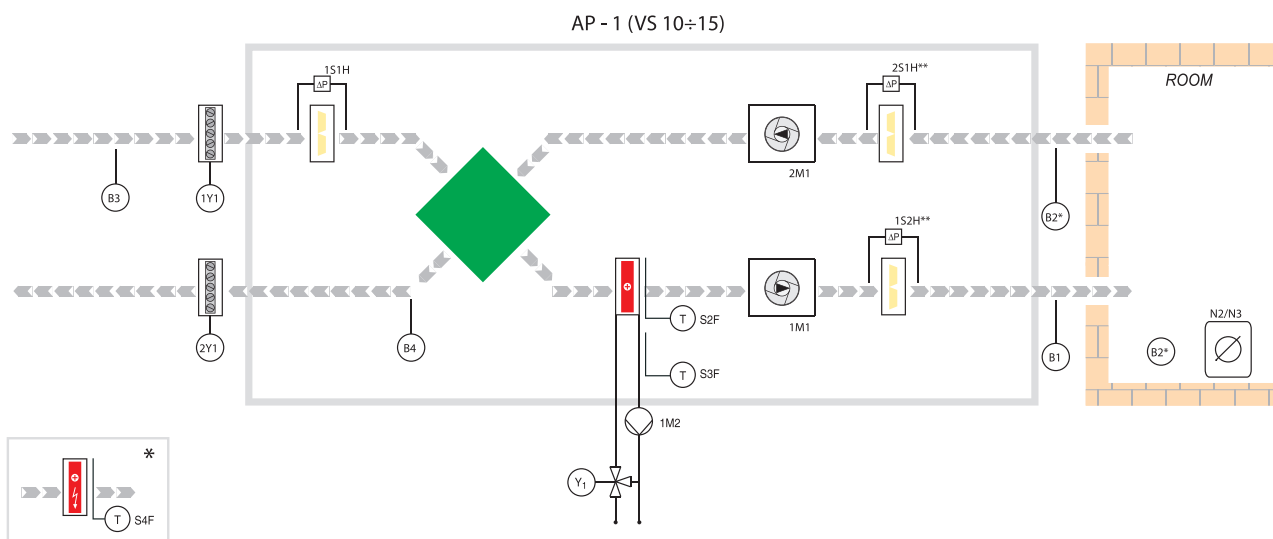 AP - 1 (VS 10÷15)
1S1H
ΔP
2S1H**
ΔP
ROOM
B3
1Y1
2M1
B2*
1S2H**
ΔP
2Y1
B4
T S2F
1M1
T S3F
B1
B2*
N2/N3
1M2
Y1
*
T S4F